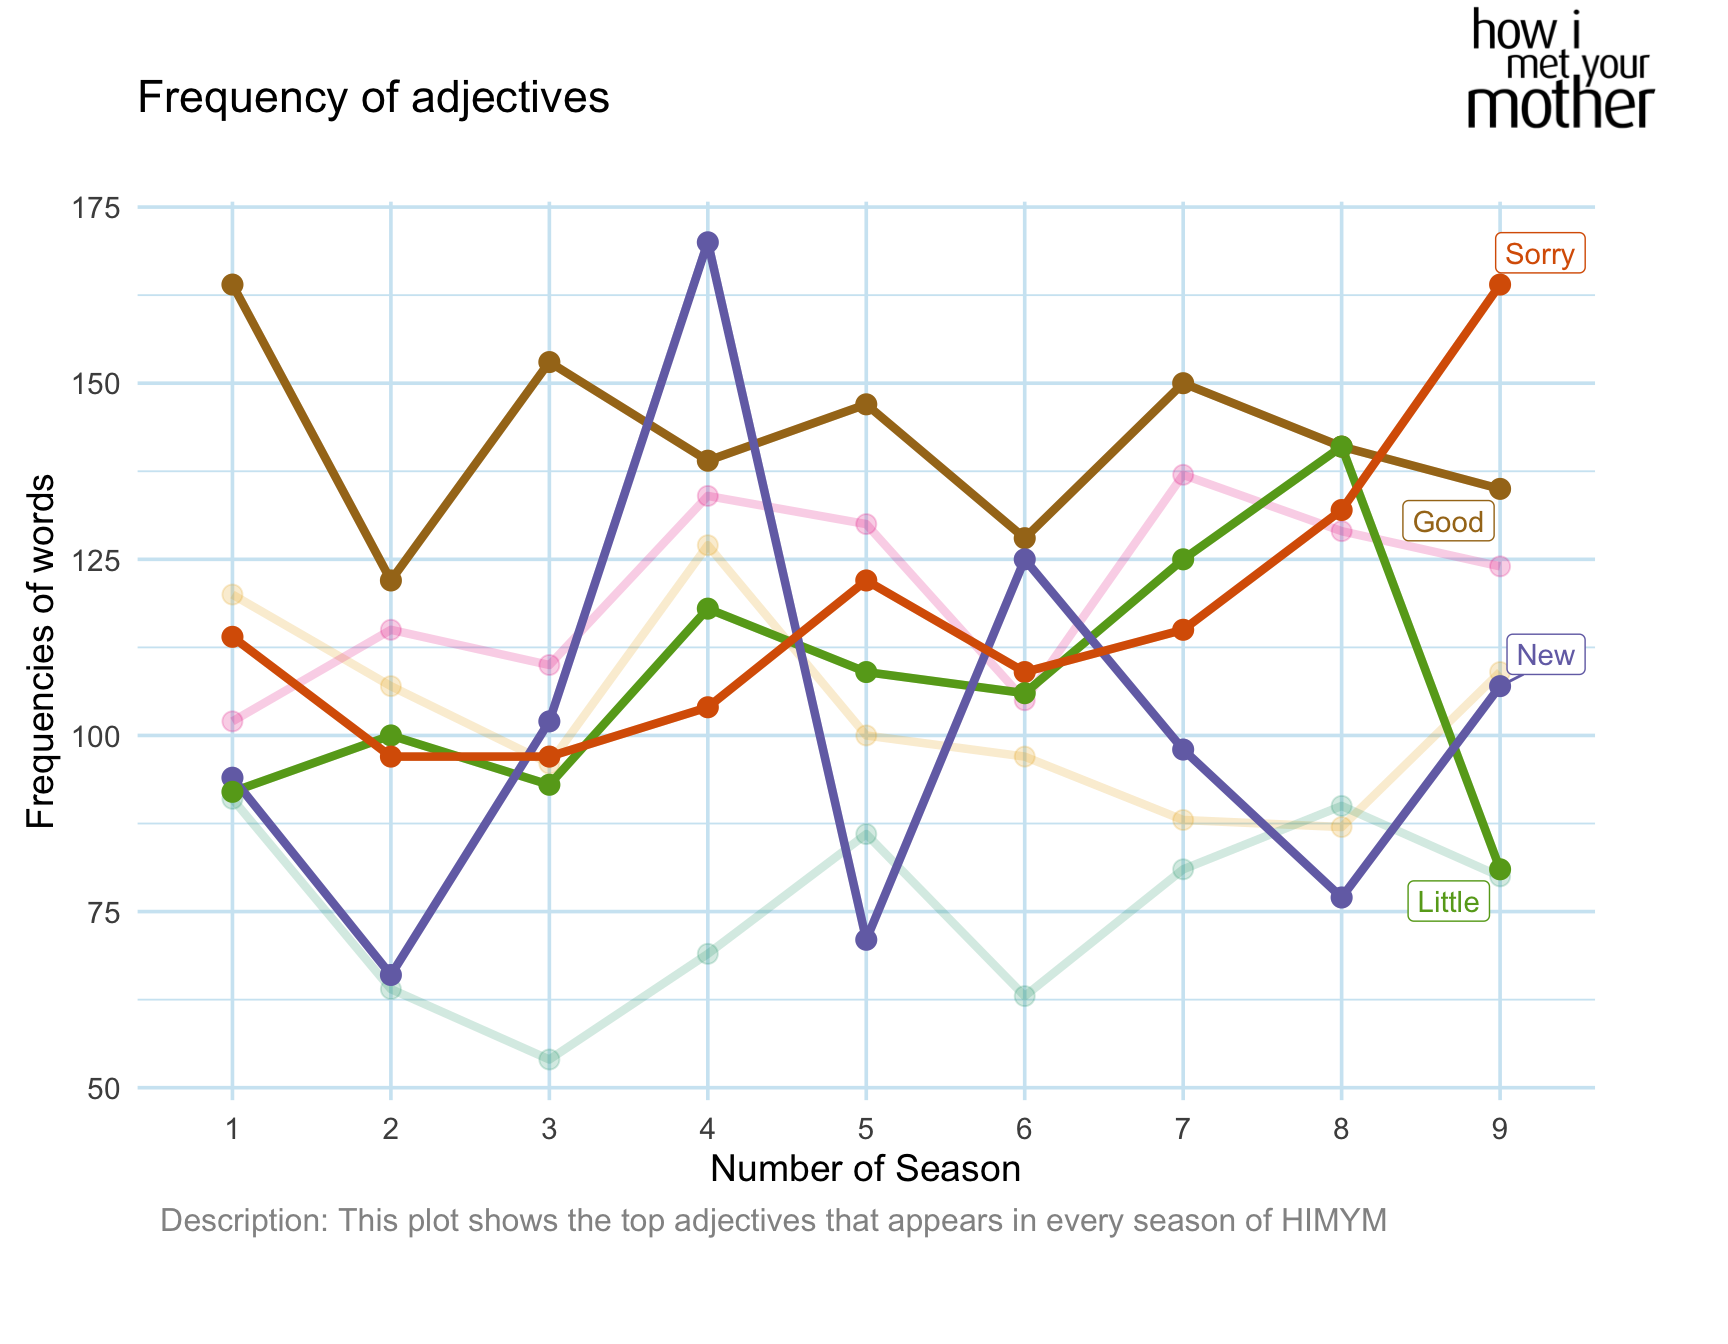 how i
met your
mother
Frequency of adjectives
Frequencies of words
175
150
125
100
75
50
Sorry
Good
New
Little
1 2 3 4 5 6 7 8 9
Number of Season
Description: This plot shows the top adjectives that appears in every season of HIMYM